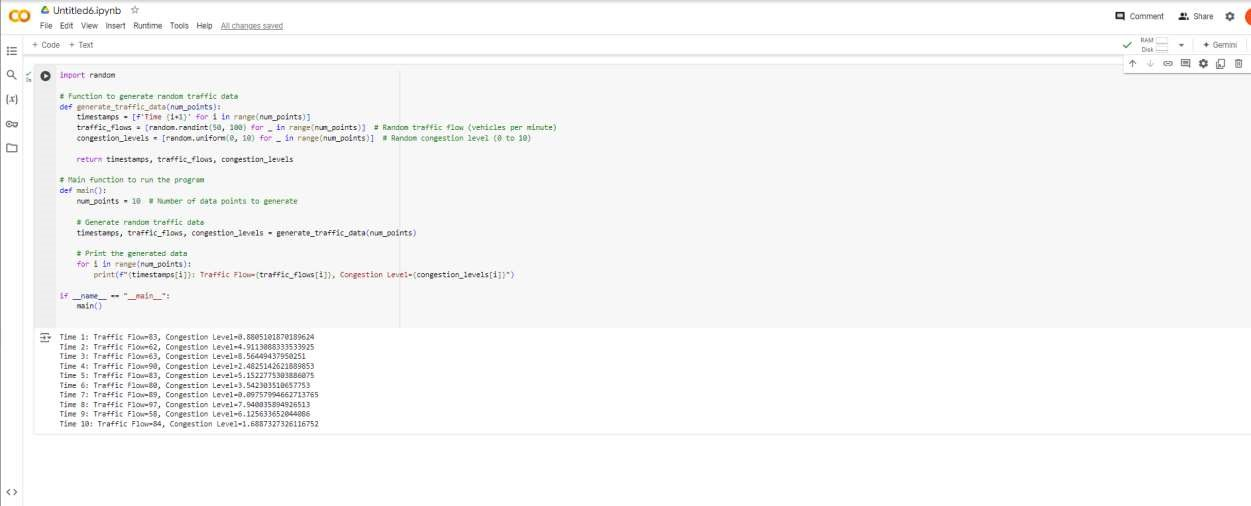 Untitled6.ipynb
File Edit View Insert Runtime Tools Help All changes saved
Comment Share
+ Code + Text
RAM
Disk
Gemini
import random
# Function to generate random traffic data
def generate_traffic_data(num_points):
timestamps = [f'Time {i+1}' for i in range(num_points)]
traffic_flows = [random.randint(50, 100) for _ in range(num_points)]  # Random traffic flow (vehicles per minute)
congestion_levels = [random.uniform(0, 10) for _ in range(num_points)]  # Random congestion level (0 to 10)
return timestamps, traffic_flows, congestion_levels
# Main function to run the program
def main():
num_points = 10  # Number of data points to generate
# Generate random traffic data
timestamps, traffic_flows, congestion_levels = generate_traffic_data(num_points)
# Print the generated data
for i in range(num_points):
print(f"{timestamps[i]}: Traffic Flow={traffic_flows[i]}, Congestion Level={congestion_levels[i]}")
if __name__ == "__main__":
main()
Time 1: Traffic Flow=83, Congestion Level=0.8805101870189624
Time 2: Traffic Flow=62, Congestion Level=4.9113088333533925
Time 3: Traffic Flow=63, Congestion Level=8.56449437950251
Time 4: Traffic Flow=90, Congestion Level=2.4825142621889853
Time 5: Traffic Flow=83, Congestion Level=5.1522775303886075
Time 6: Traffic Flow=80, Congestion Level=3.542303510657753
Time 7: Traffic Flow=89, Congestion Level=0.09757994662713765
Time 8: Traffic Flow=97, Congestion Level=7.940035894926513
Time 9: Traffic Flow=58, Congestion Level=6.125633652044086
Time 10: Traffic Flow=84, Congestion Level=1.6887327326116752